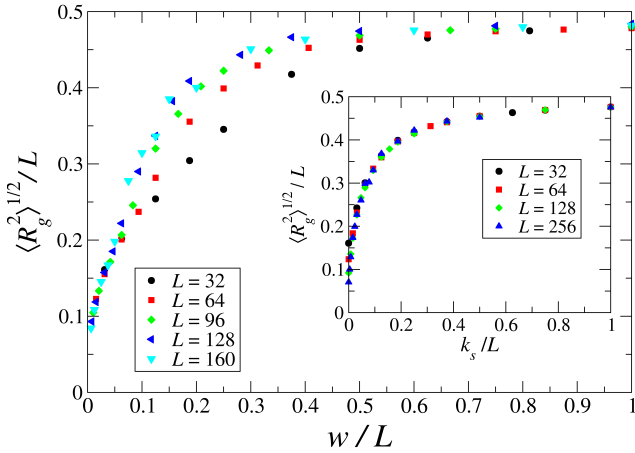 0.5
0.4
0.3
0.2
0.1
0
⟨R_g^2⟩^{1/2}/L
0 0.1 0.2 0.3 0.4 0.5 0.6 0.7 0.8 0.9 1
w/L
L = 32
L = 64
L = 96
L = 128
L = 160
0.5
0.4
0.3
0.2
0.1
0
⟨R_g^2⟩^{1/2}/L
0 0.2 0.4 0.6 0.8 1
k_s/L
L = 32
L = 64
L = 128
L = 256